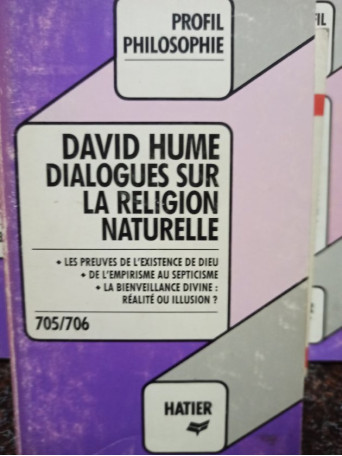 PROFIL
PHILOSOPHIE
DAVID HUME
DIALOGUES SUR
LA RELIGION
NATURELLE
• LES PREUVES DE L'EXISTENCE DE DIEU
• DE L'EMPIRISME AU SEPTICISME
• LA BIENVEILLANCE DIVINE :
RÉALITÉ OU ILLUSION ?
705/706
HATIER